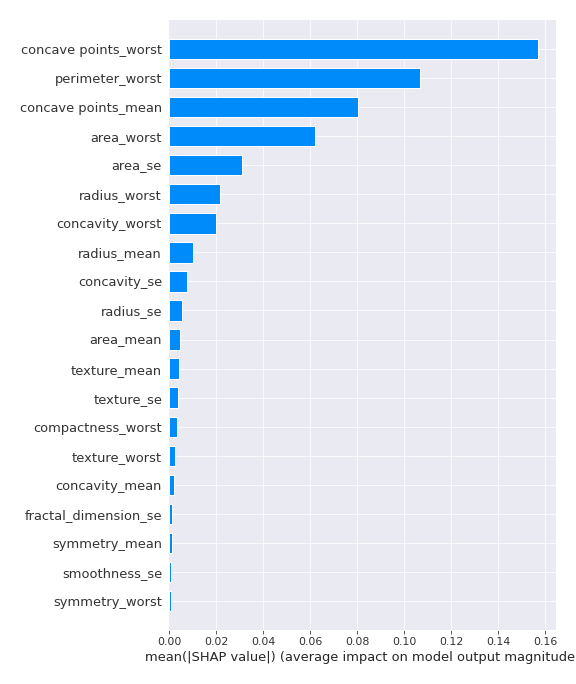 concave points_worst
perimeter_worst
concave points_mean
area_worst
area_se
radius_worst
concavity_worst
radius_mean
concavity_se
radius_se
area_mean
texture_mean
texture_se
compactness_worst
texture_worst
concavity_mean
fractal_dimension_se
symmetry_mean
smoothness_se
symmetry_worst
0.00 0.02 0.04 0.06 0.08 0.10 0.12 0.14 0.16
mean(|SHAP value|) (average impact on model output magnitude